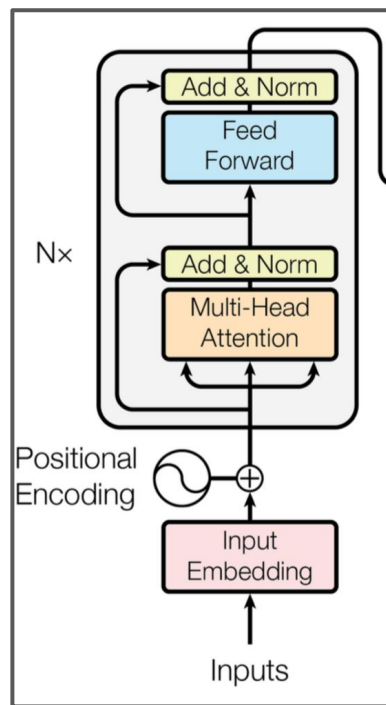 Add & Norm
Feed
Forward
N×
Add & Norm
Multi-Head
Attention
Positional
Encoding
Input
Embedding
Inputs